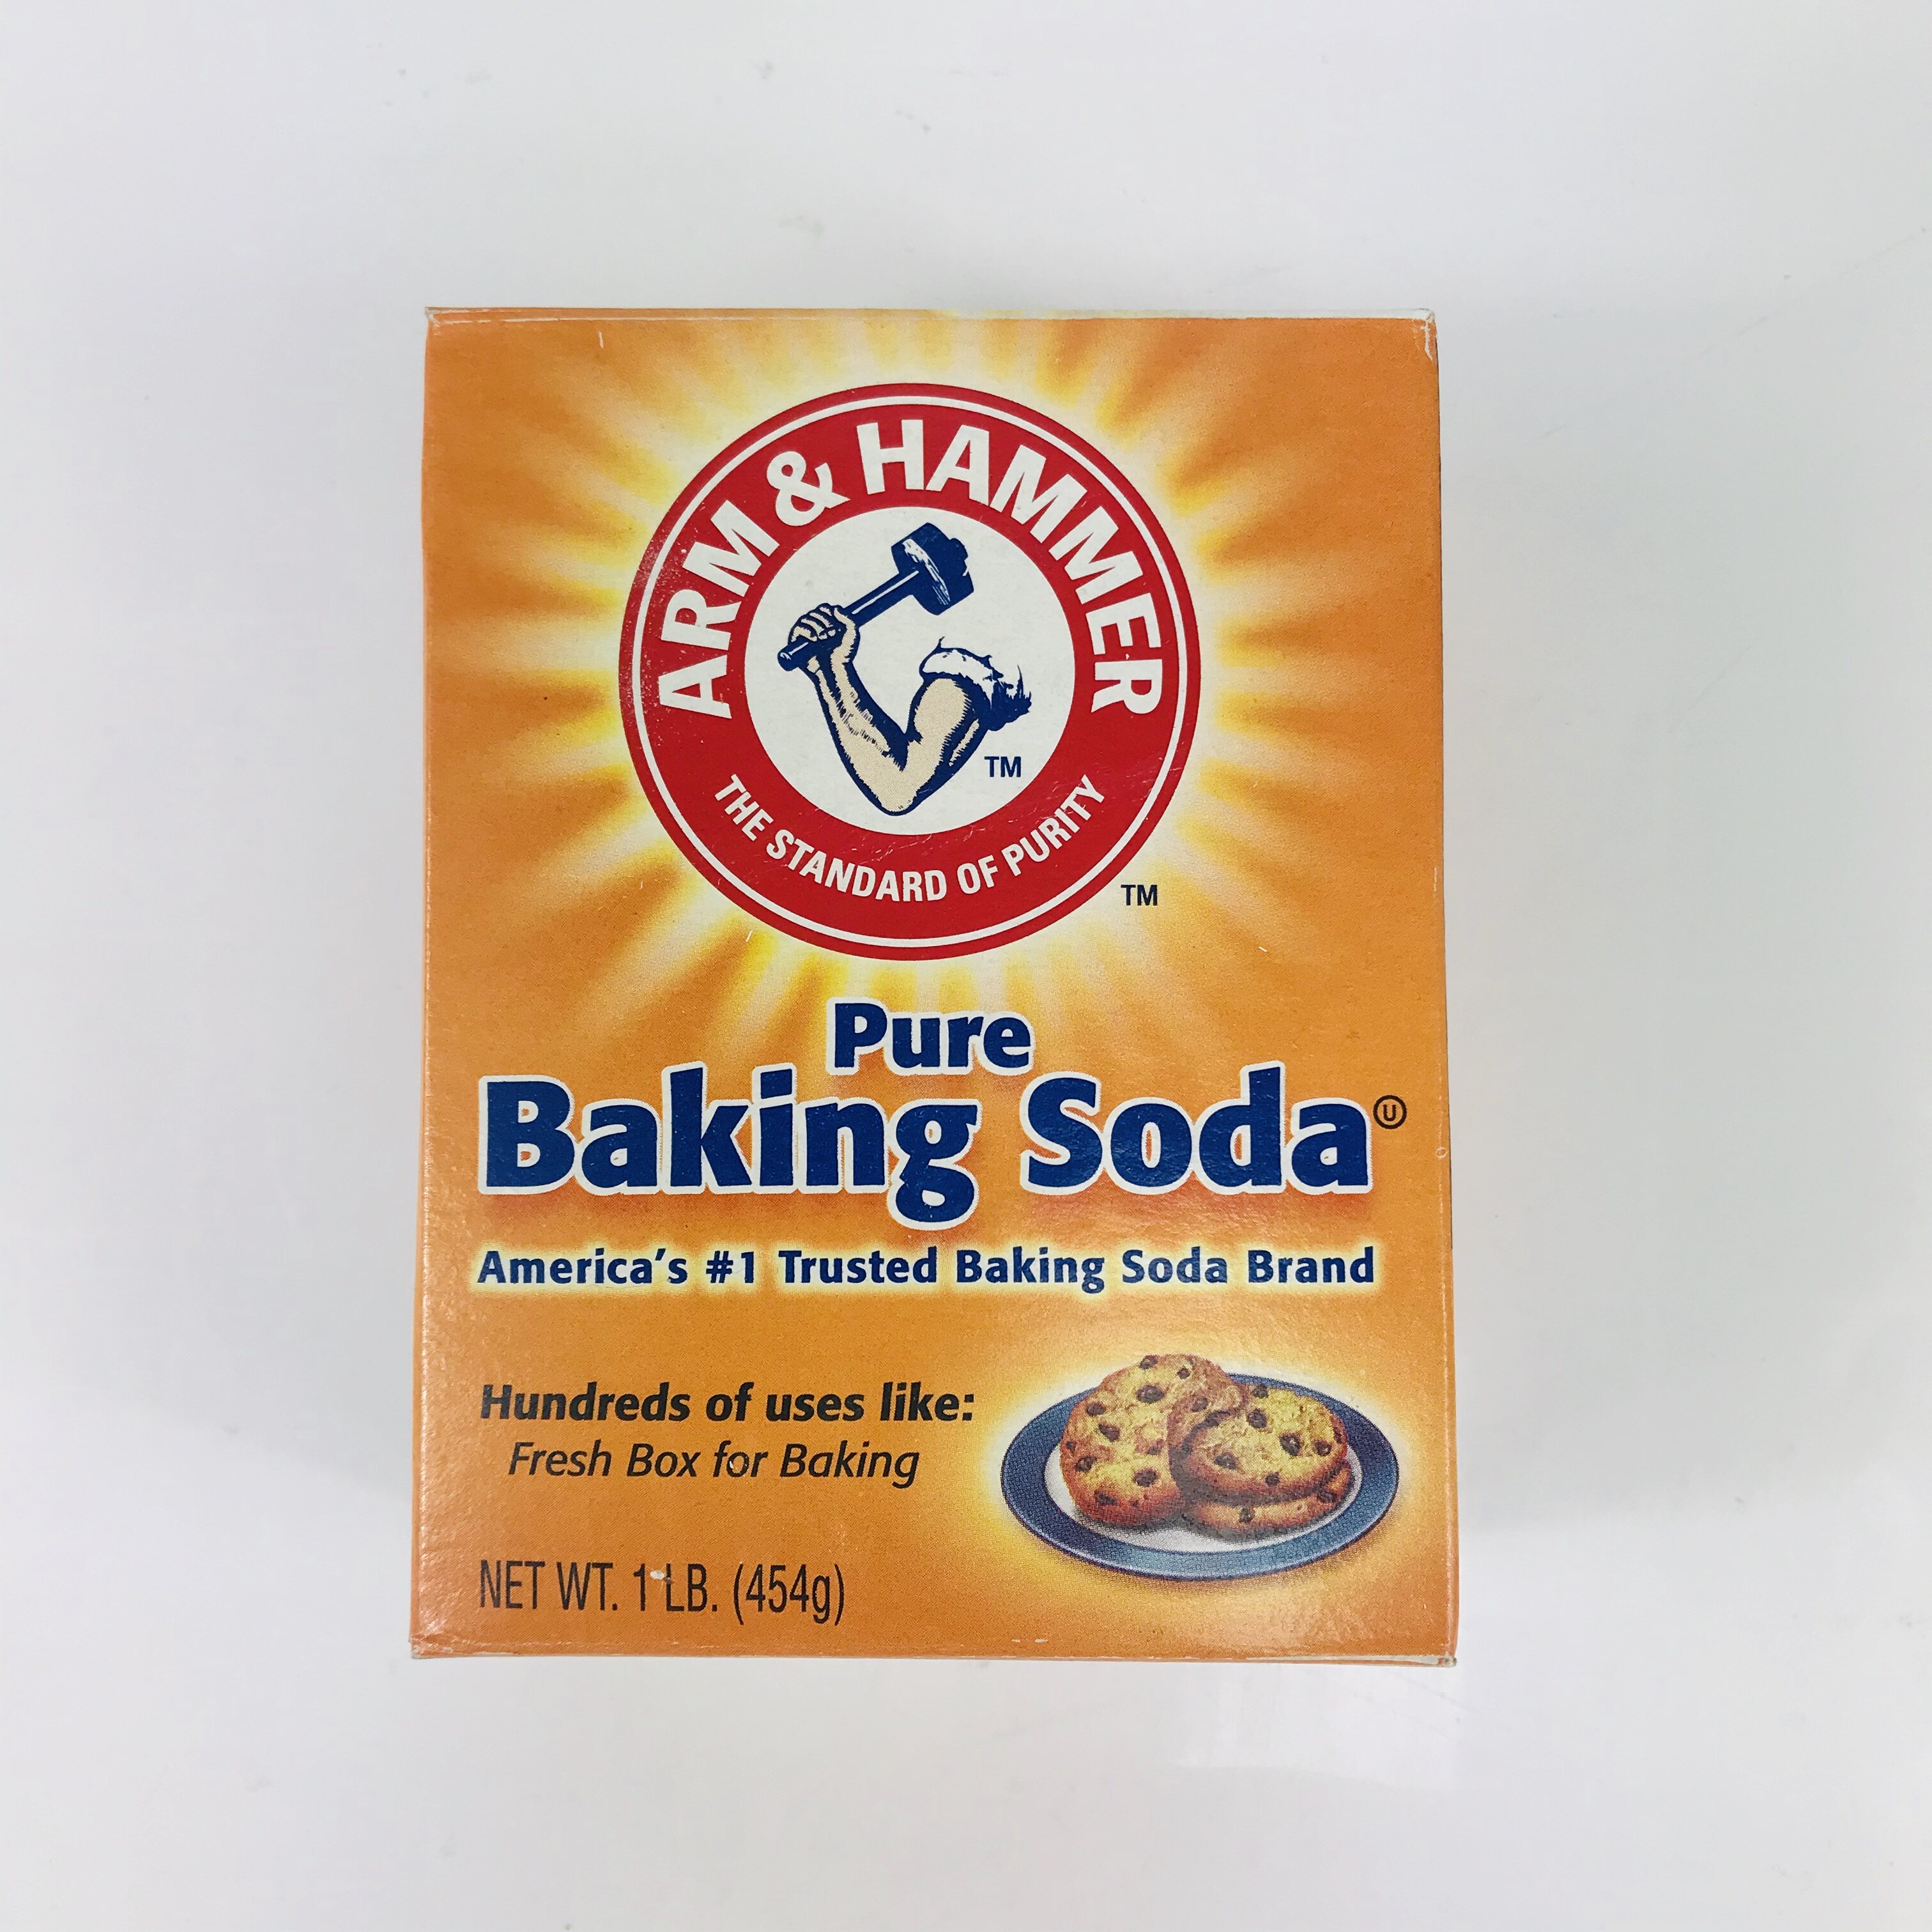 ARM & HAMMER
TM
THE STANDARD OF PURITY
TM
Pure
Baking Soda Ⓤ
America's #1 Trusted Baking Soda Brand
Hundreds of uses like:
Fresh Box for Baking
NET WT. 1 LB. (454g)